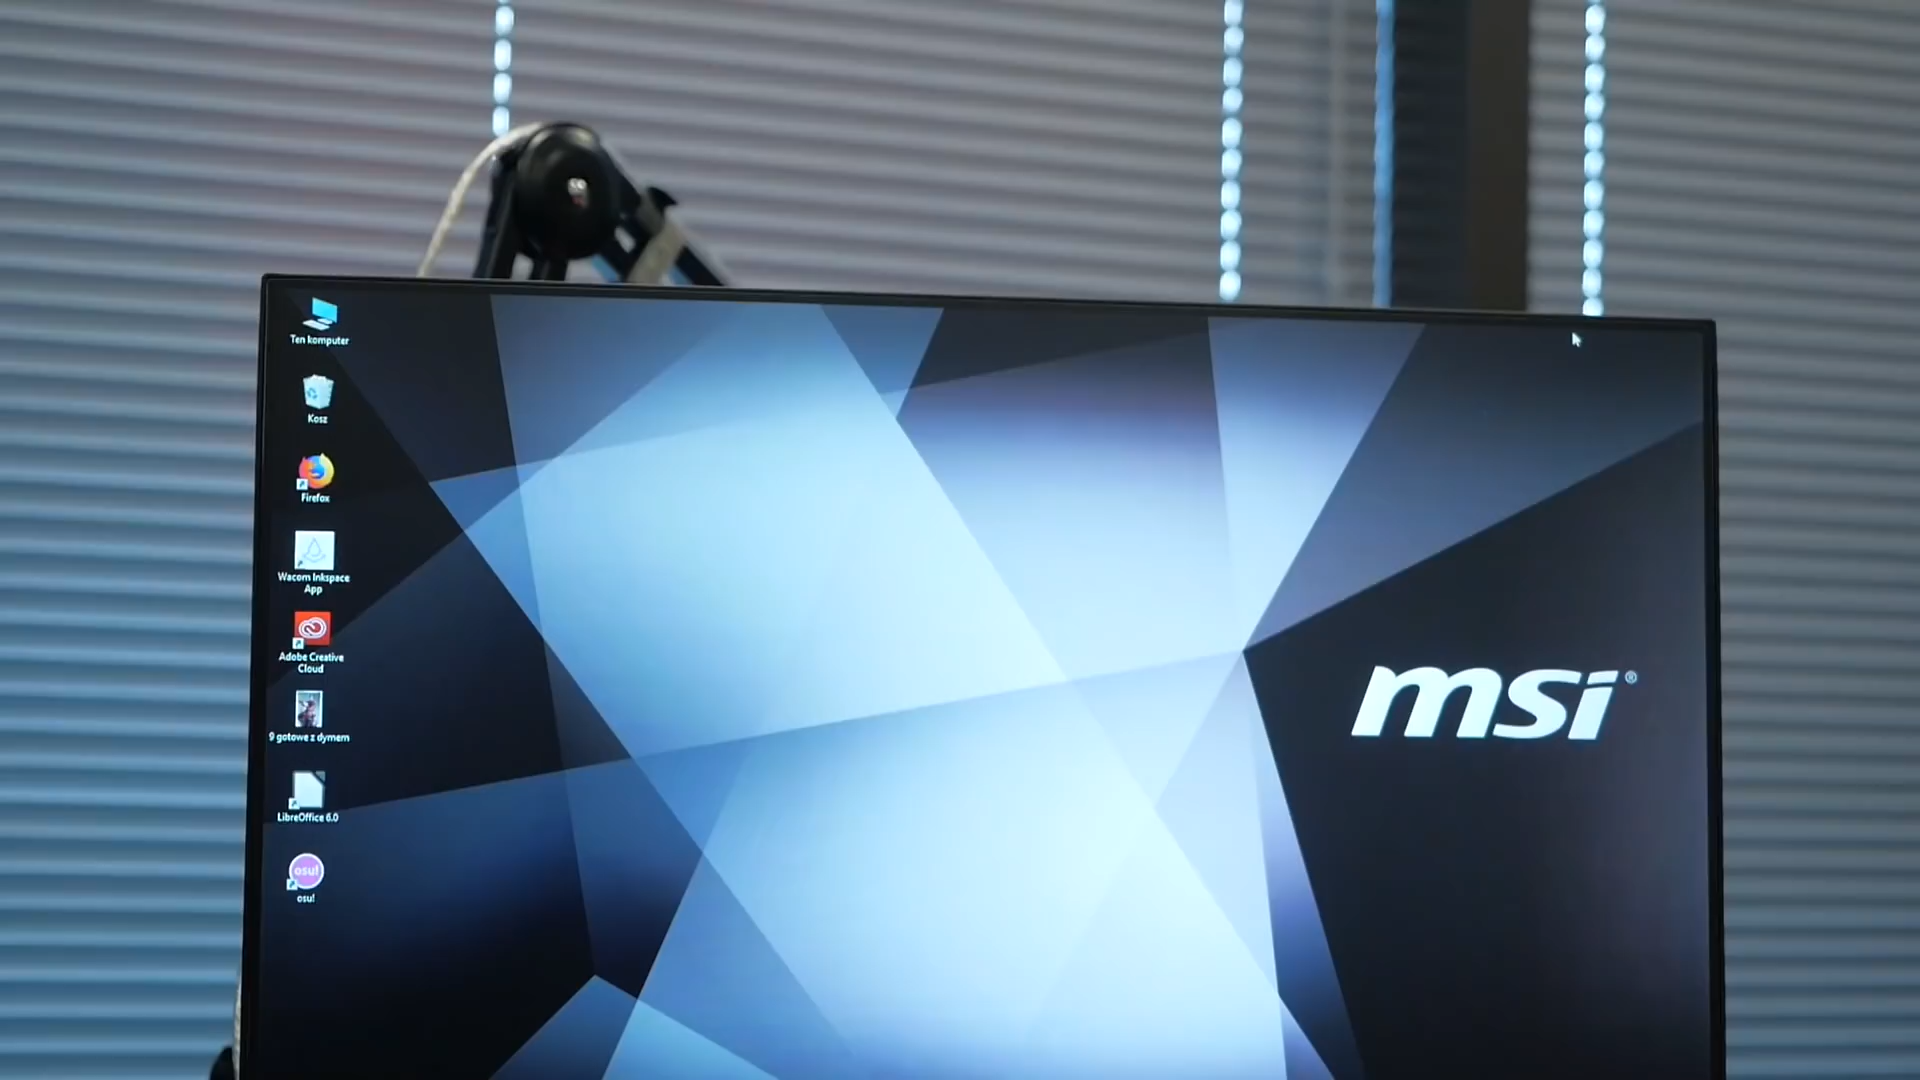 Ten komputer
Kosz
Firefox
Wacom Inkspace
App
Adobe Creative
Cloud
9 gotowe z dymem
LibreOffice 6.0
osu!
osu!
msi®